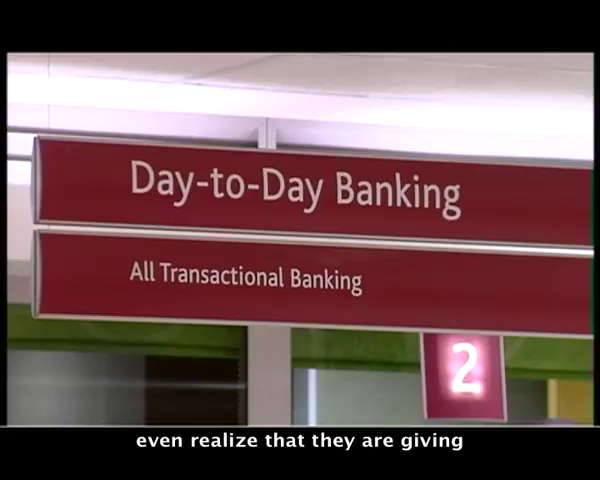 Day-to-Day Banking
All Transactional Banking
2
even realize that they are giving